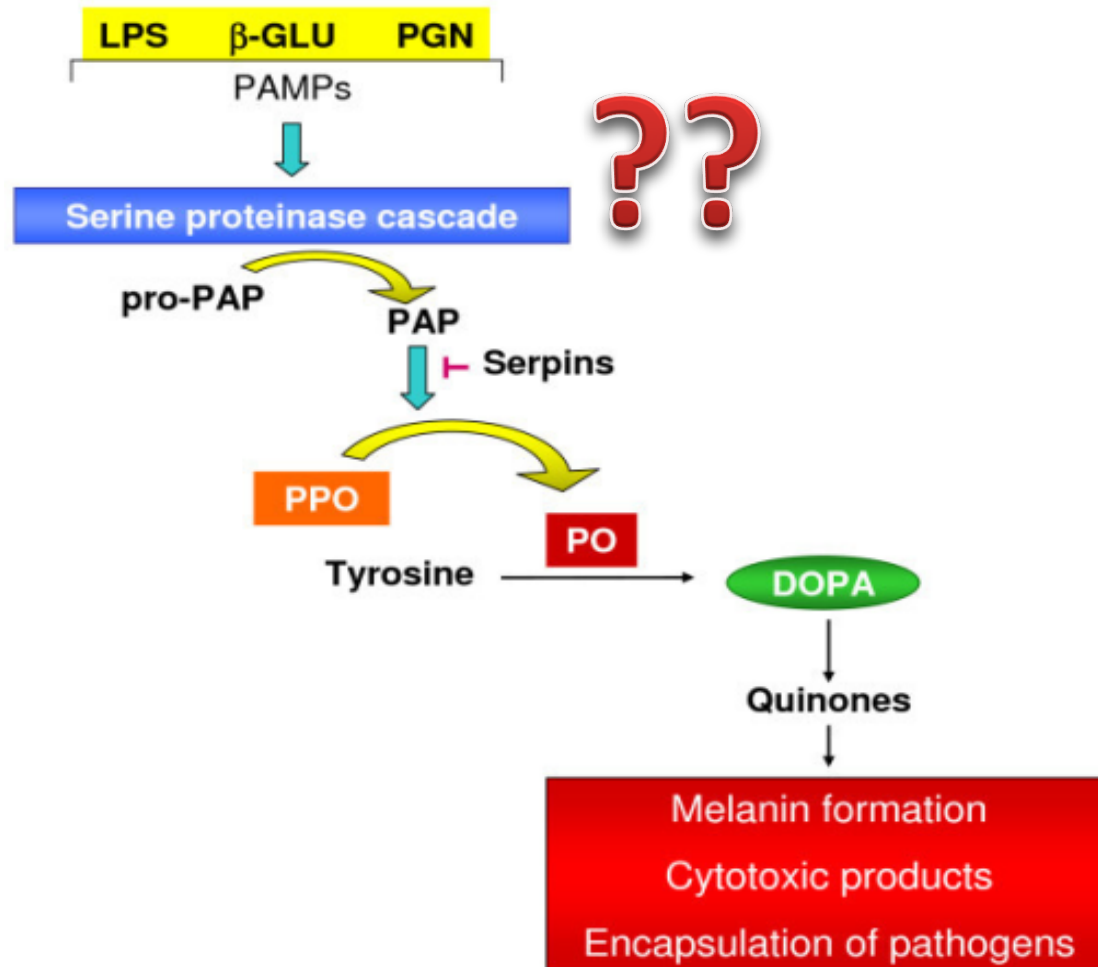 LPS β-GLU PGN
PAMPs
??
Serine proteinase cascade
pro-PAP
PAP
Serpins
PPO
PO
Tyrosine
DOPA
Quinones
Melanin formation
Cytotoxic products
Encapsulation of pathogens